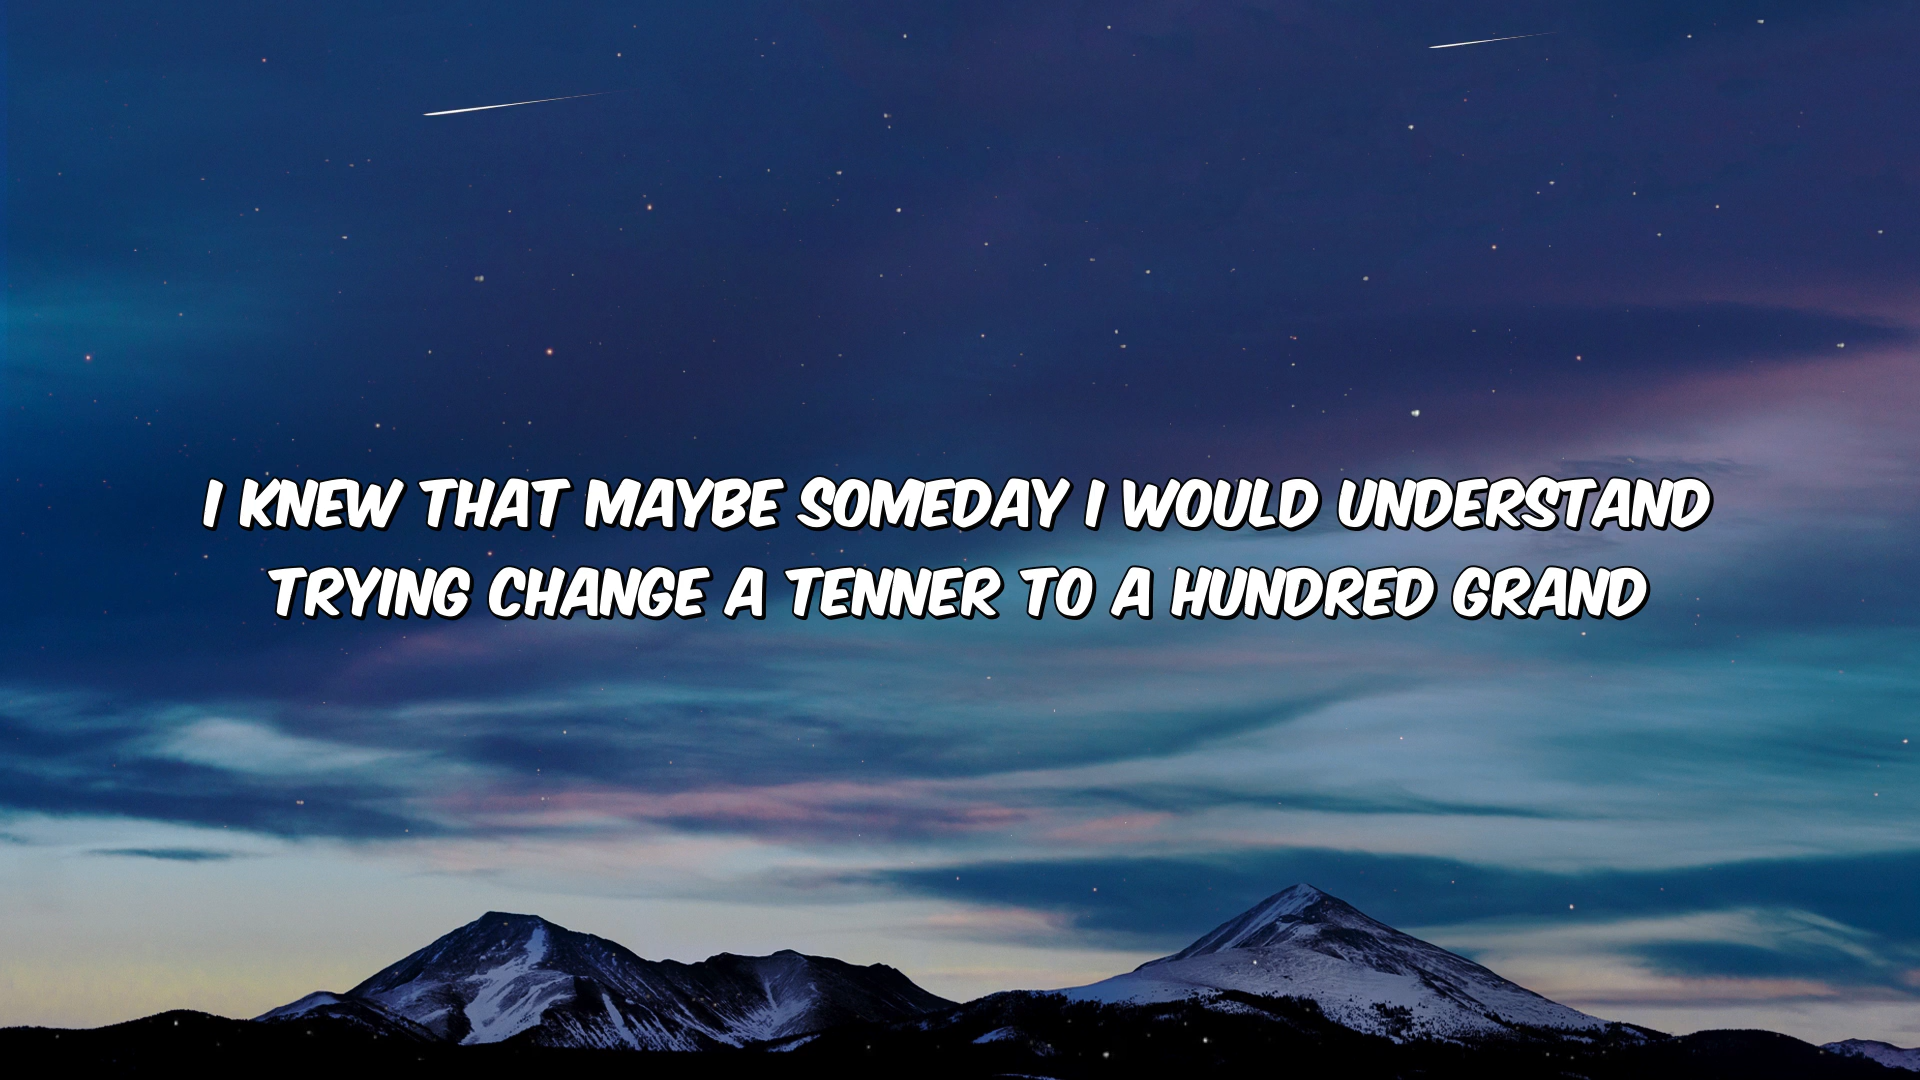 I KNEW THAT MAYBE SOMEDAY I WOULD UNDERSTAND
TRYING CHANGE A TENNER TO A HUNDRED GRAND